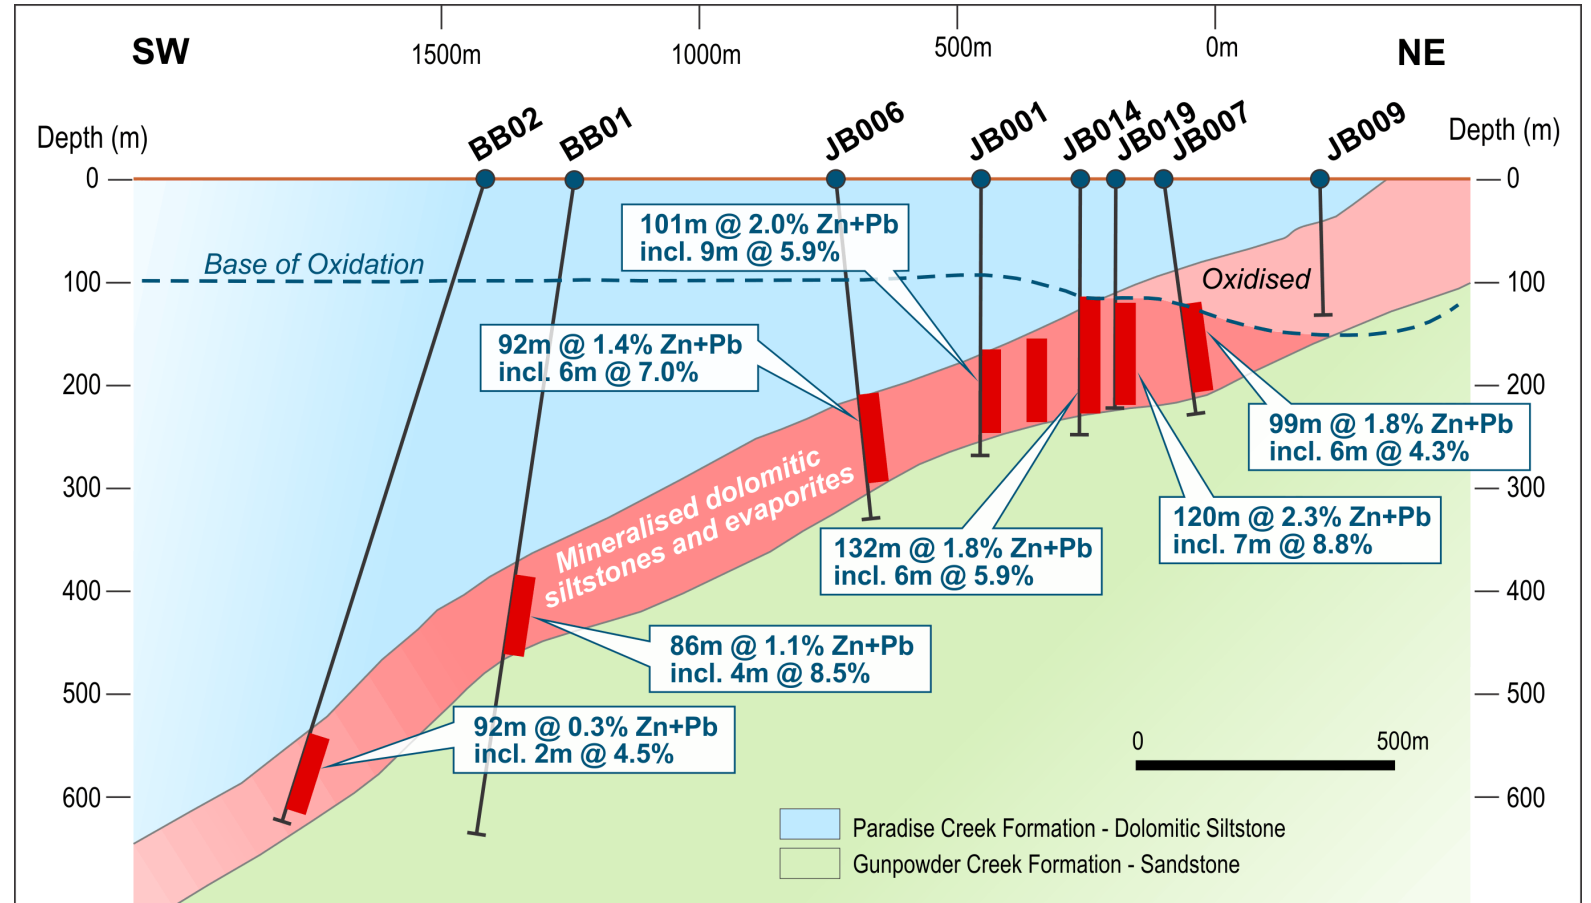 SW
1500m
1000m
500m
0m
NE
Depth (m)
BB02
BB01
JB006
JB001
JB014
JB019
JB007
JB009
Depth (m)
0
0
101m @ 2.0% Zn+Pb
incl. 9m @ 5.9%
Base of Oxidation
Oxidised
100
100
92m @ 1.4% Zn+Pb
incl. 6m @ 7.0%
200
200
99m @ 1.8% Zn+Pb
incl. 6m @ 4.3%
Mineralised dolomitic
siltstones and evaporites
300
300
120m @ 2.3% Zn+Pb
incl. 7m @ 8.8%
132m @ 1.8% Zn+Pb
incl. 6m @ 5.9%
400
400
86m @ 1.1% Zn+Pb
incl. 4m @ 8.5%
500
500
92m @ 0.3% Zn+Pb
incl. 2m @ 4.5%
0
500m
600
600
Paradise Creek Formation - Dolomitic Siltstone
Gunpowder Creek Formation - Sandstone